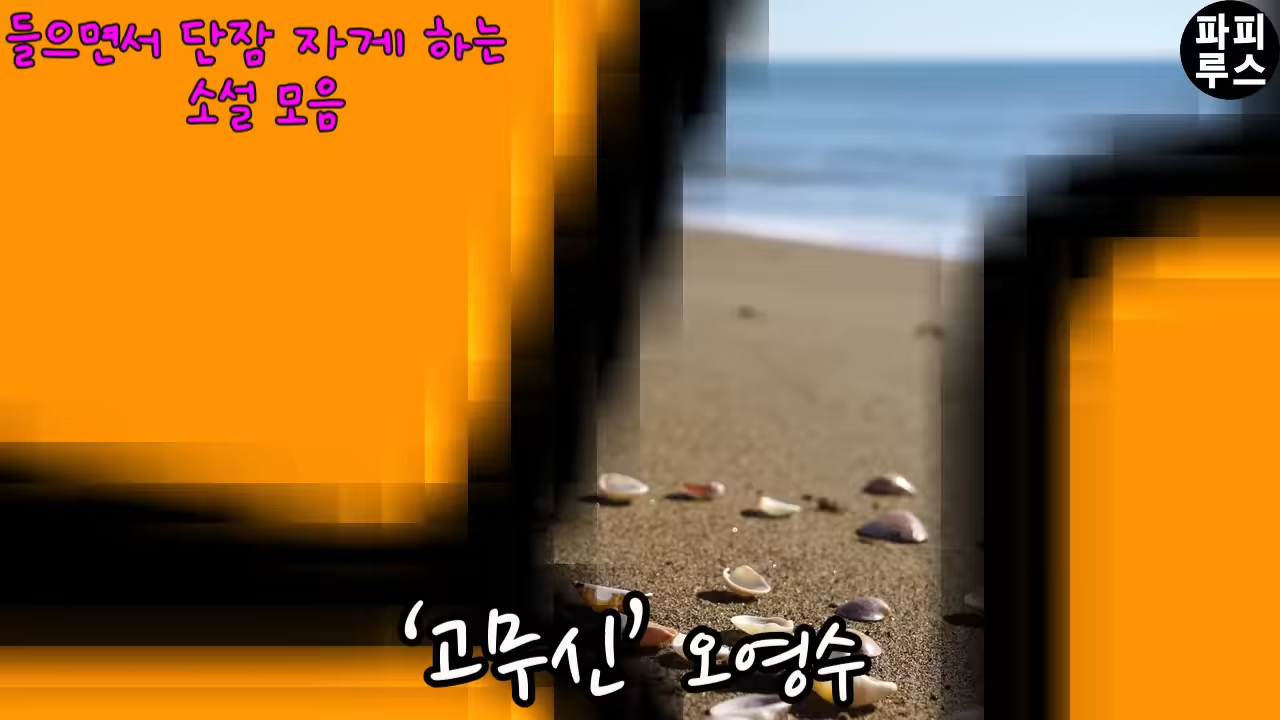 들으면서 단잠 자게 하는
소설 모음
파피
루스
‘고무신’ 오영수